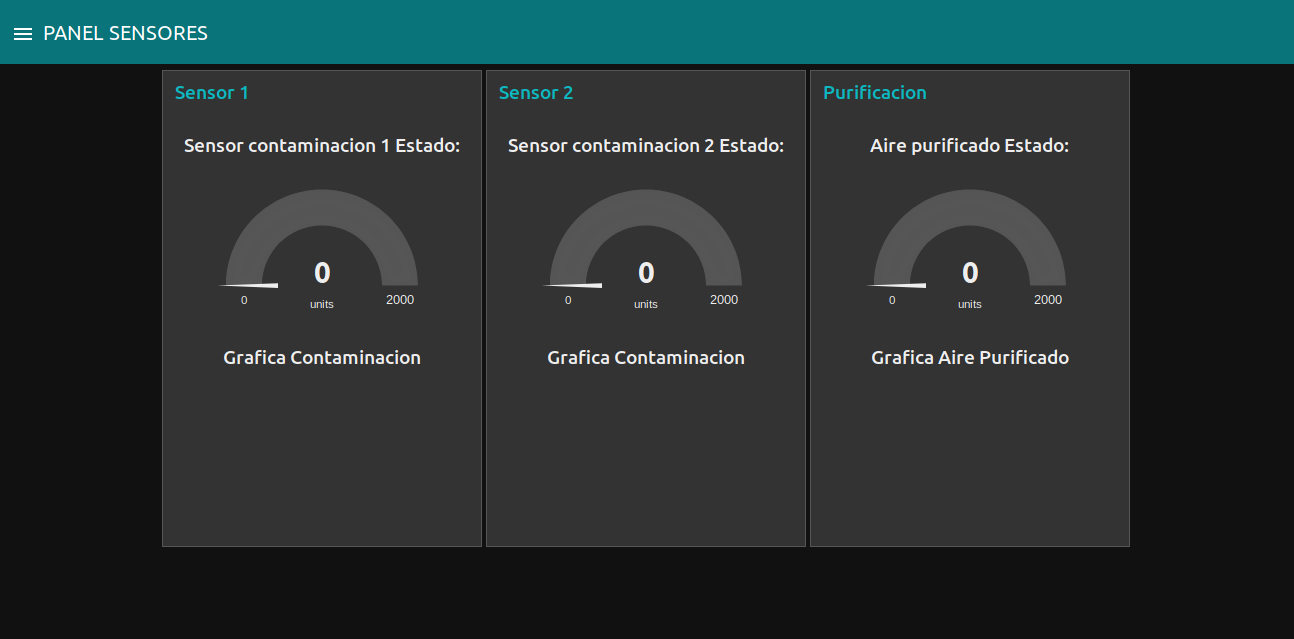 PANEL SENSORES
Sensor 1
Sensor contaminacion 1 Estado:
0
0
units
2000
Grafica Contaminacion
Sensor 2
Sensor contaminacion 2 Estado:
0
0
units
2000
Grafica Contaminacion
Purificacion
Aire purificado Estado:
0
0
units
2000
Grafica Aire Purificado